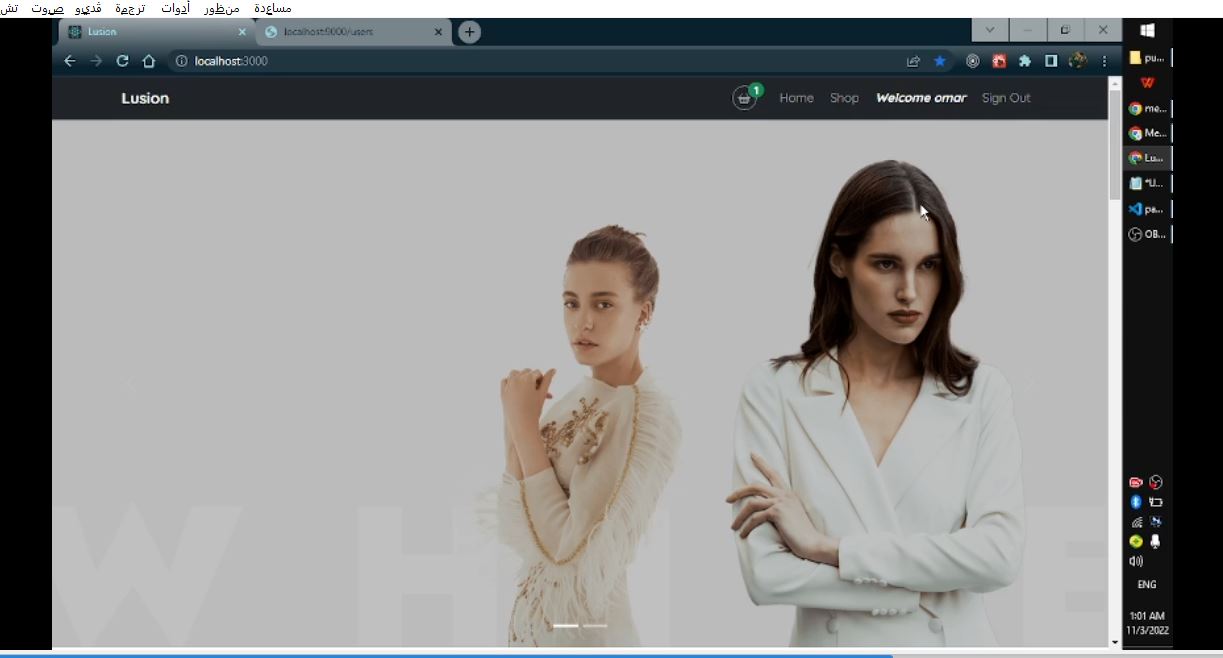 مساعدة منظور أدوات ترجمة ڤديو صوت تش
Lusion
localhost:9000/users
localhost:3000
Lusion
1
Home Shop Welcome omar Sign Out
W H I E
pu...
me...
Me...
Lu...
*U...
pa...
OB...
ENG
1:01 AM
11/3/2022